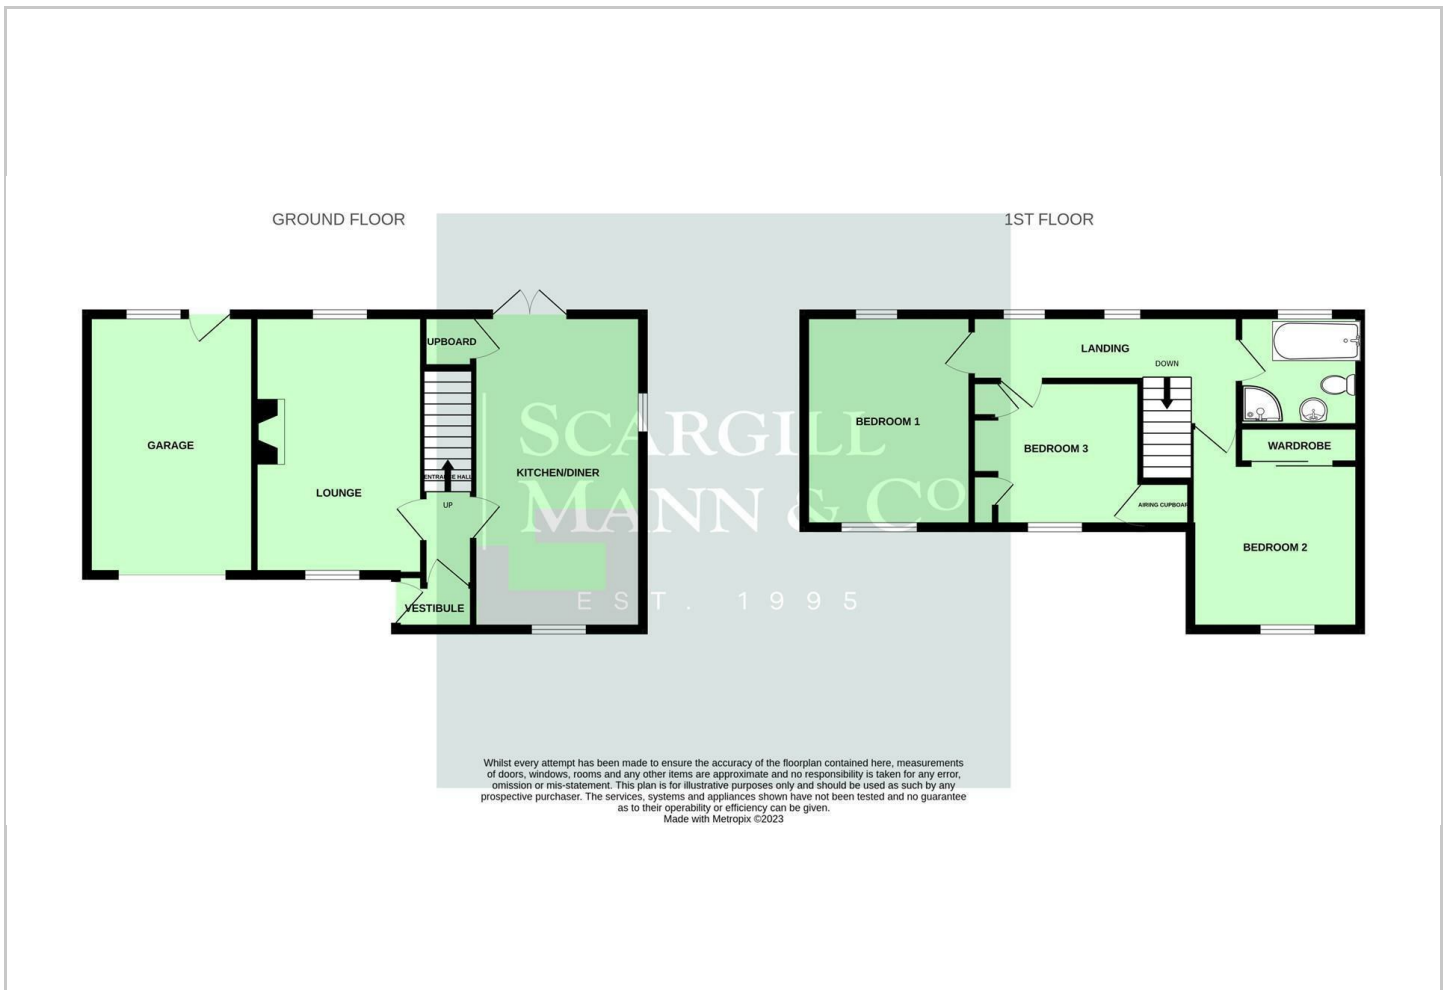 GROUND FLOOR
1ST FLOOR
UPBOARD
LANDING
DOWN
GARAGE
LOUNGE
KITCHEN/DINER
ENTRANCE HALL
UP
VESTIBULE
BEDROOM 1
BEDROOM 3
WARDROBE
AIRING CUPBOAR
BEDROOM 2
SCARGILL
MANN & CO
EST. 1995
Whilst every attempt has been made to ensure the accuracy of the floorplan contained here, measurements
of doors, windows, rooms and any other items are approximate and no responsibility is taken for any error,
omission or mis-statement. This plan is for illustrative purposes only and should be used as such by any
prospective purchaser. The services, systems and appliances shown have not been tested and no guarantee
as to their operability or efficiency can be given.
Made with Metropix ©2023